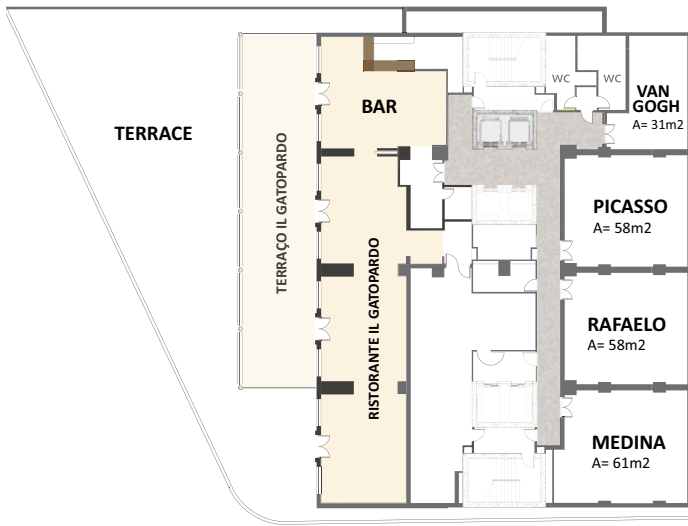 WC
WC
VAN
GOGH
A= 31m2
BAR
TERRACE
TERRAÇO IL GATOPARDO
RISTORANTE IL GATOPARDO
PICASSO
A= 58m2
RAFAELO
A= 58m2
MEDINA
A= 61m2